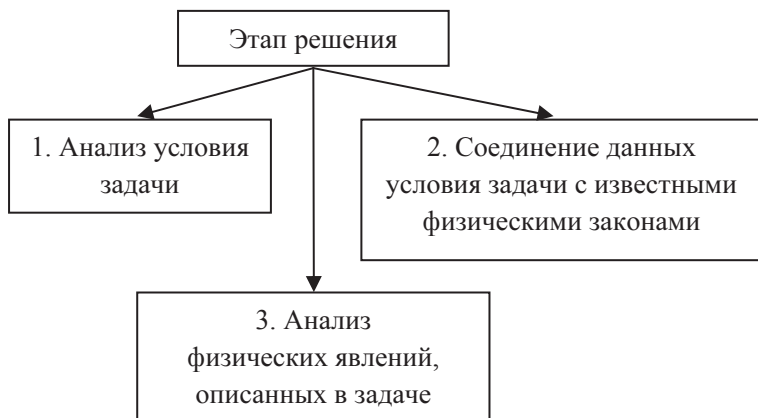 Этап решения
1. Анализ условия
задачи
2. Соединение данных
условия задачи с известными
физическими законами
3. Анализ
физических явлений,
описанных в задаче